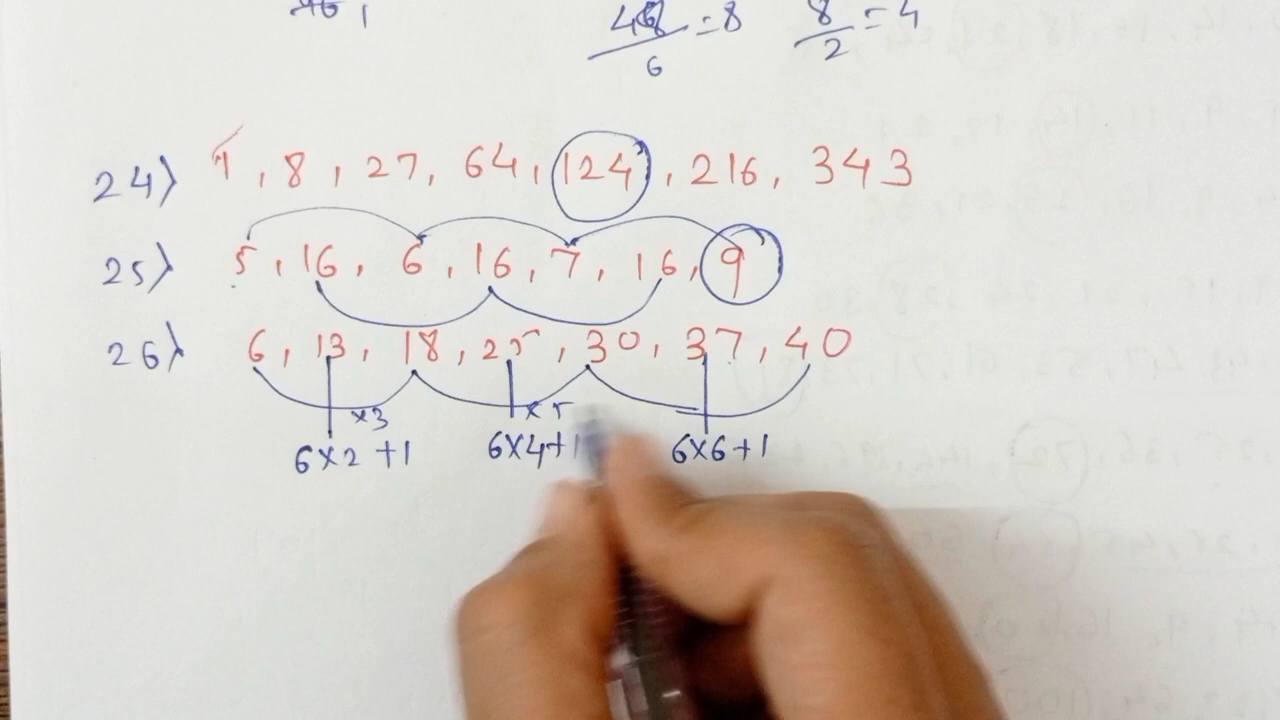 48/6 = 8 8/2 = 4
24) 1, 8, 27, 64, 124, 216, 343
25) 5, 16, 6, 16, 7, 16, 9
26) 6, 13, 18, 25, 30, 37, 40
×3 ×5
6×2+1 6×4+1 6×6+1